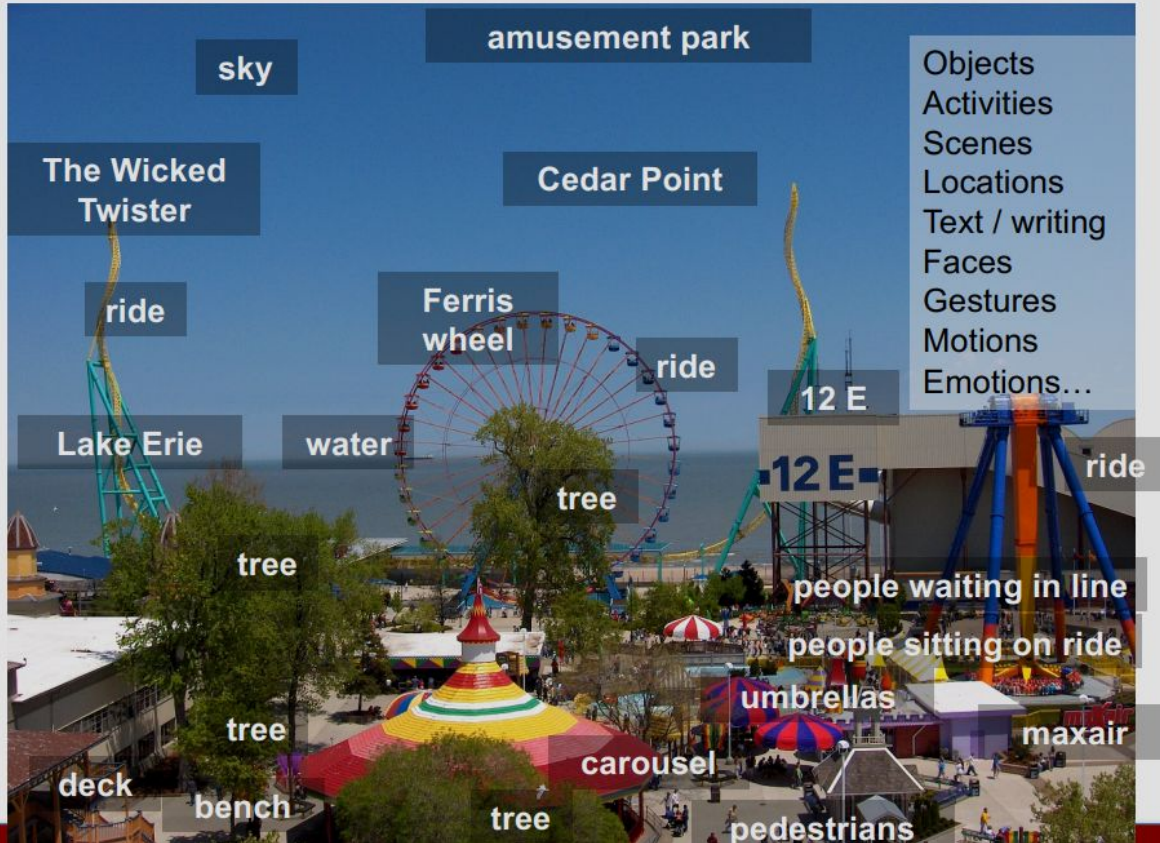 amusement park
sky
Objects
Activities
Scenes
Locations
Text / writing
Faces
Gestures
Motions
Emotions…
The Wicked
Twister
Cedar Point
ride
Ferris
wheel
ride
12 E
Lake Erie
water
12 E
ride
tree
tree
people waiting in line
people sitting on ride
umbrellas
tree
maxair
carousel
deck
bench
tree
pedestrians